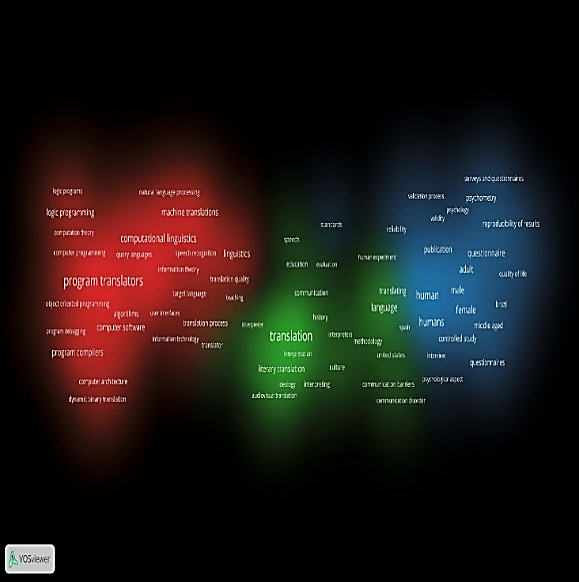 surveys and questionnaires
logic programs
natural language processing
validation process
psychometry
psychology
logic programming
machine translations
validity
standards
reproducibility of results
reliability
computation theory
computational linguistics
speech
publication
computer programming
query languages
speech recognition
linguistics
human experiment
questionnaire
education
evaluation
information theory
adult
quality of life
program translators
translation quality
target language
communication
translating
human
male
teaching
object oriented programming
language
female
brazil
algorithms
user interfaces
history
computer software
translation process
interpreter
spain
humans
middle aged
program debugging
translation
interpreters
methodology
controlled study
information technology
translator
program compilers
interpretation
united states
interview
literary translation
culture
questionnaires
computer architecture
ideology
interpreting
communication barriers
psychological aspect
dynamic binary translation
audiovisual translation
communication disorder
VOSviewer